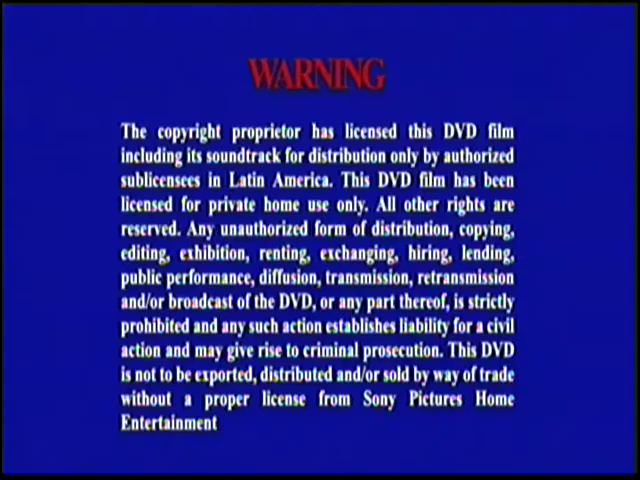 WARNING
The copyright proprietor has licensed this DVD film
including its soundtrack for distribution only by authorized
sublicensees in Latin America. This DVD film has been
licensed for private home use only. All other rights are
reserved. Any unauthorized form of distribution, copying,
editing, exhibition, renting, exchanging, hiring, lending,
public performance, diffusion, transmission, retransmission
and/or broadcast of the DVD, or any part thereof, is strictly
prohibited and any such action establishes liability for a civil
action and may give rise to criminal prosecution. This DVD
is not to be exported, distributed and/or sold by way of trade
without a proper license from Sony Pictures Home
Entertainment